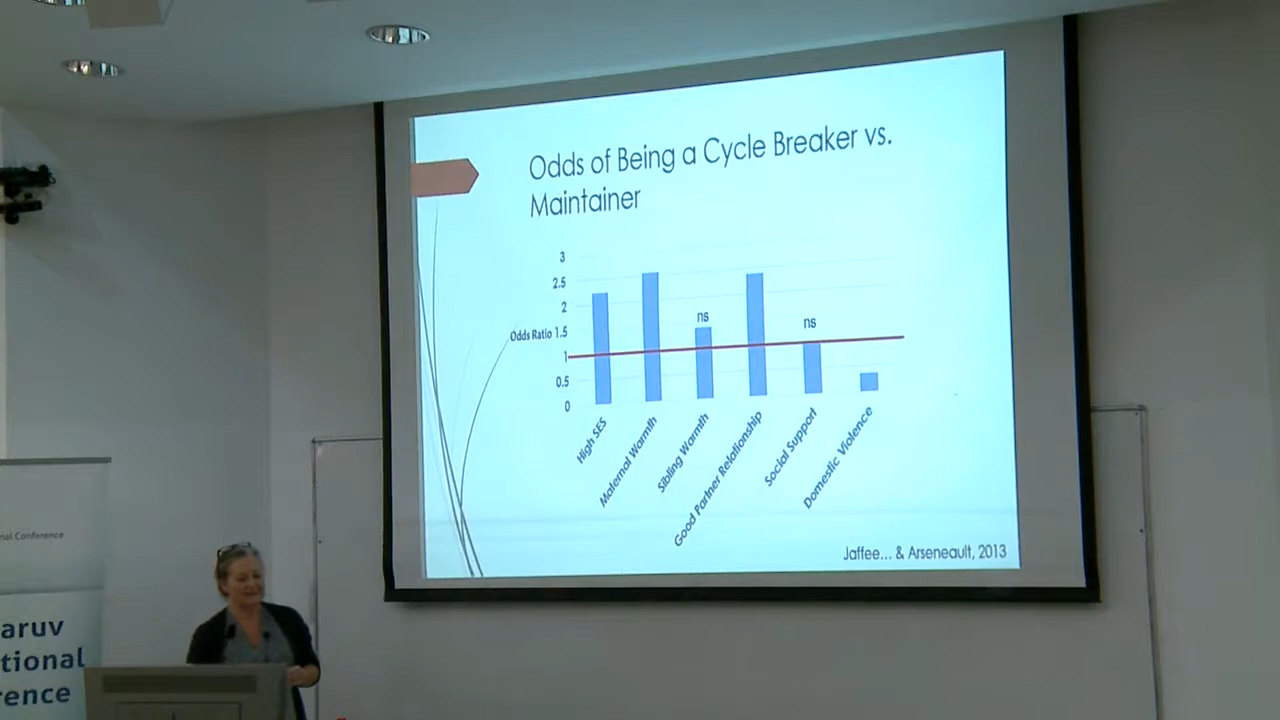 Odds of Being a Cycle Breaker vs.
Maintainer
3
2.5
2
Odds Ratio 1.5
1
0.5
0
ns
ns
High SES
Maternal Warmth
Sibling Warmth
Good Partner Relationship
Social Support
Domestic Violence
Jaffee... & Arseneault, 2013
nal Conference
aruv
tional
rence